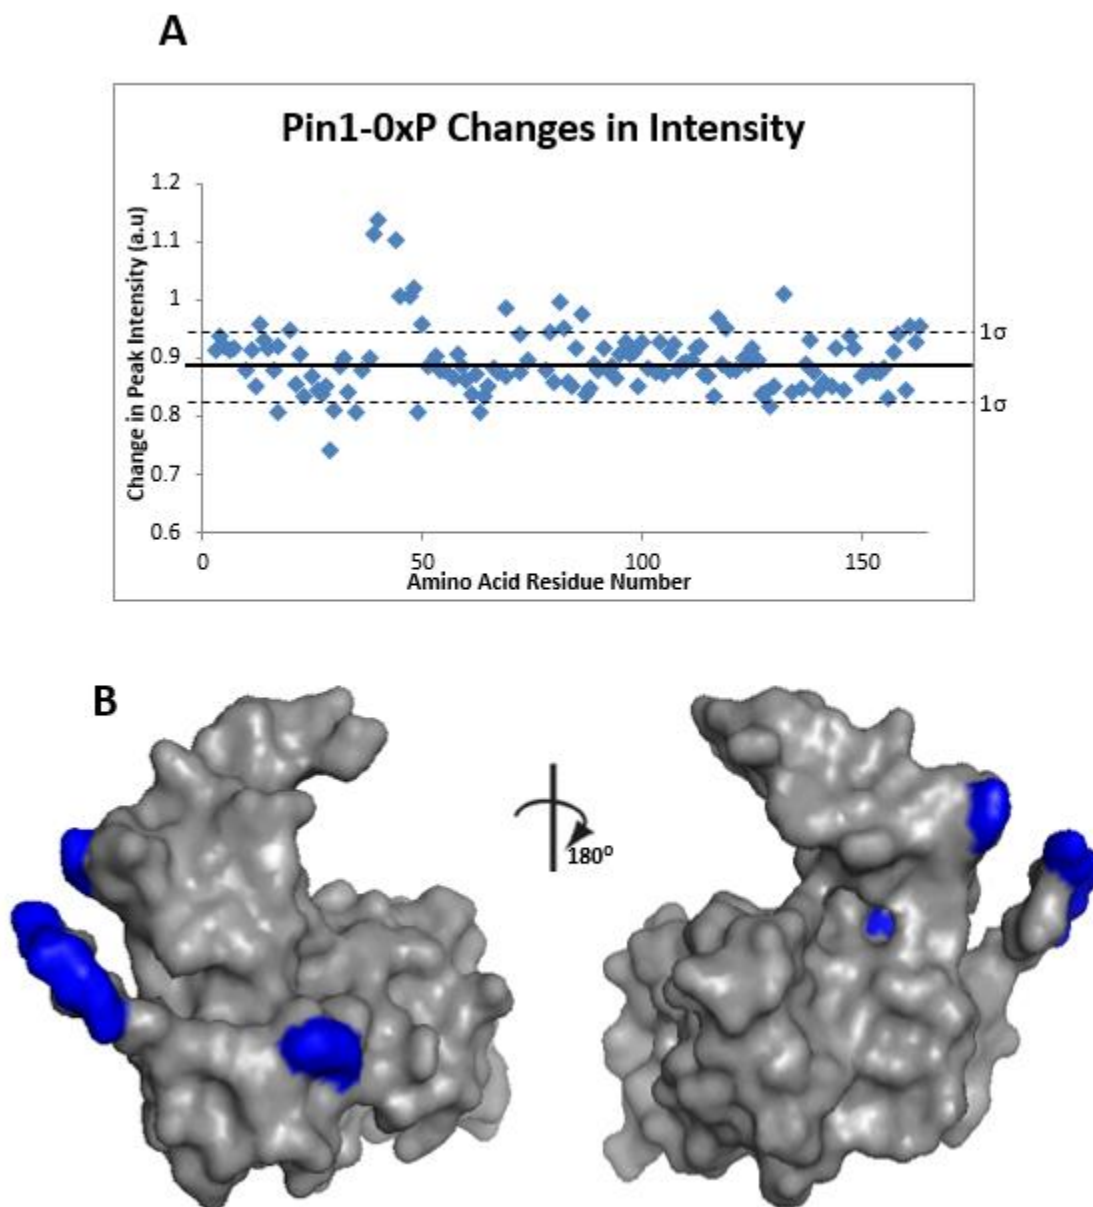 A
Pin1-0xP Changes in Intensity
Change in Peak Intensity (a.u)
1.2
1.1
1
0.9
0.8
0.7
0.6
1σ
1σ
0
50
100
150
Amino Acid Residue Number
B
180⁰